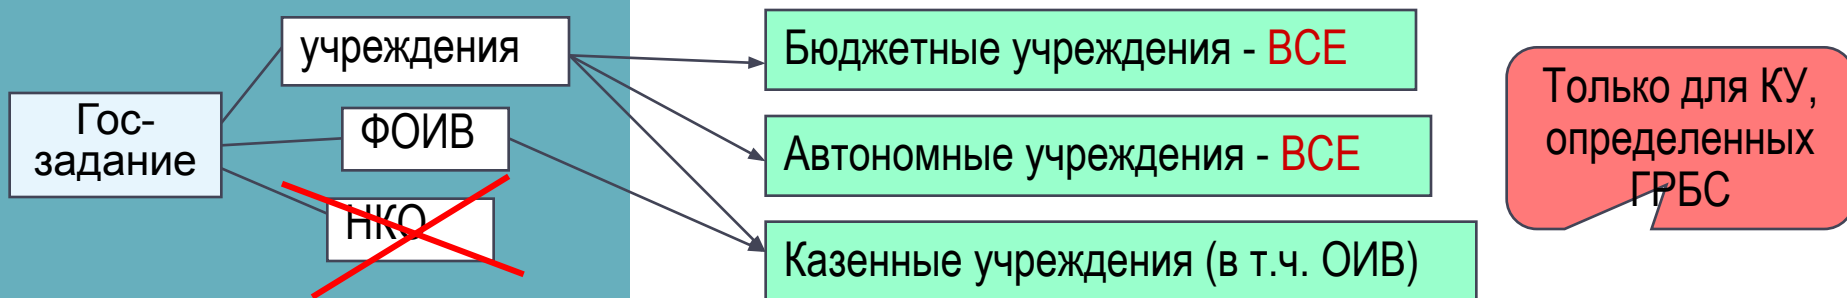 Гос-
задание
учреждения
ФОИВ
НКО
Бюджетные учреждения - ВСЕ
Автономные учреждения - ВСЕ
Казенные учреждения (в т.ч. ОИВ)
Только для КУ,
определенных
ГРБС